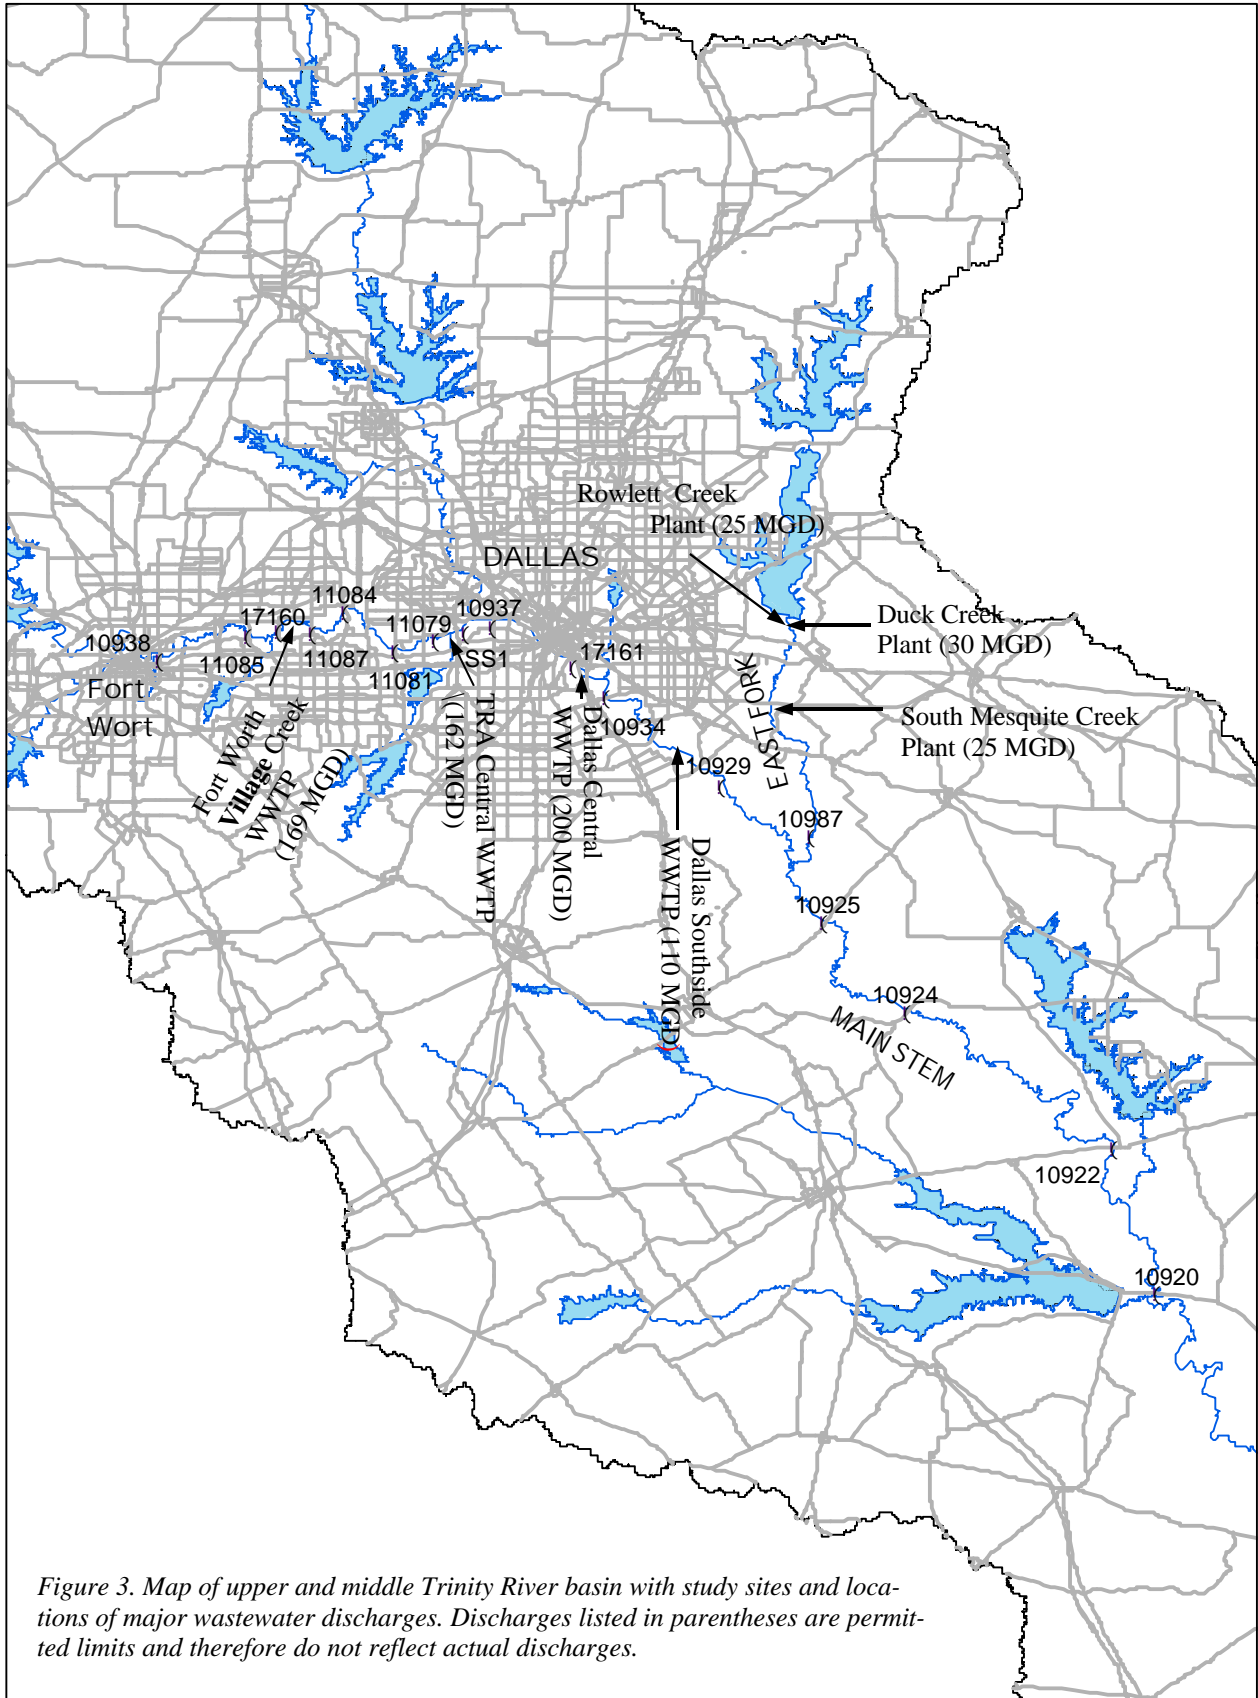 Rowlett Creek
Plant (25 MGD)
DALLAS
11084
17160
10937
11079
10938
Duck Creek
Plant (30 MGD)
SS1
17161
11085
11087
11081
Fort
Wort
EAST FORK
10934
South Mesquite Creek
Plant (25 MGD)
10929
Fort Worth
Village Creek
WWTP
(169 MGD)
TRA Central WWTP
\(162 MGD)
Dallas Central
WWTP (200 MGD)
Dallas Southside
WWTP (110 MGD)
10987
10925
10924
MAIN STEM
10922
10920
Figure 3. Map of upper and middle Trinity River basin with study sites and loca-
tions of major wastewater discharges. Discharges listed in parentheses are permit-
ted limits and therefore do not reflect actual discharges.